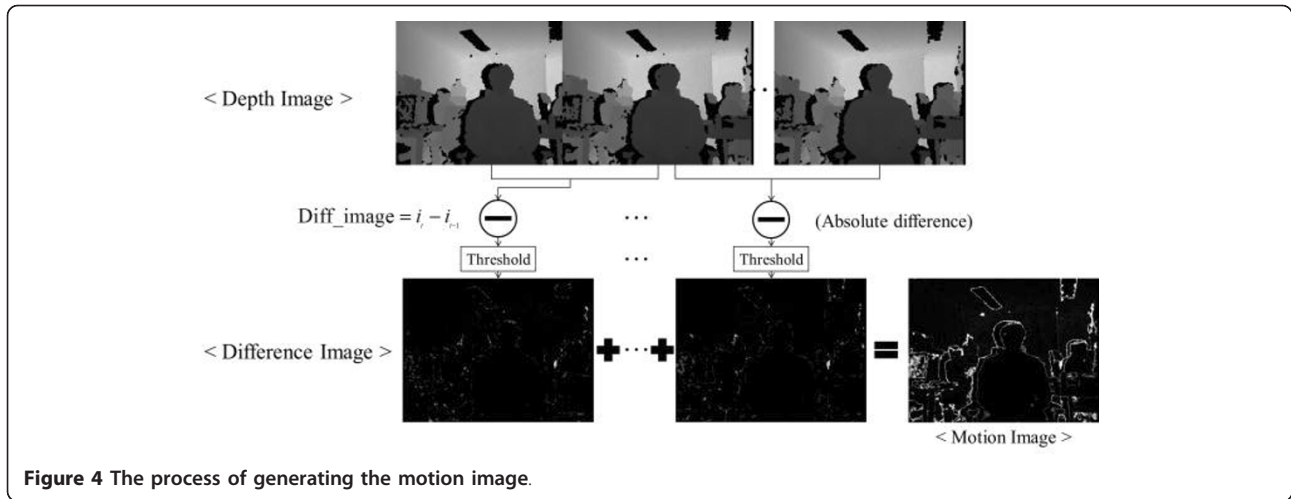 < Depth Image >
Diff_image = i_t − i_{t-1}
...
(Absolute difference)
Threshold
...
Threshold
< Difference Image >
+ ... +
=
< Motion Image >
Figure 4 The process of generating the motion image.